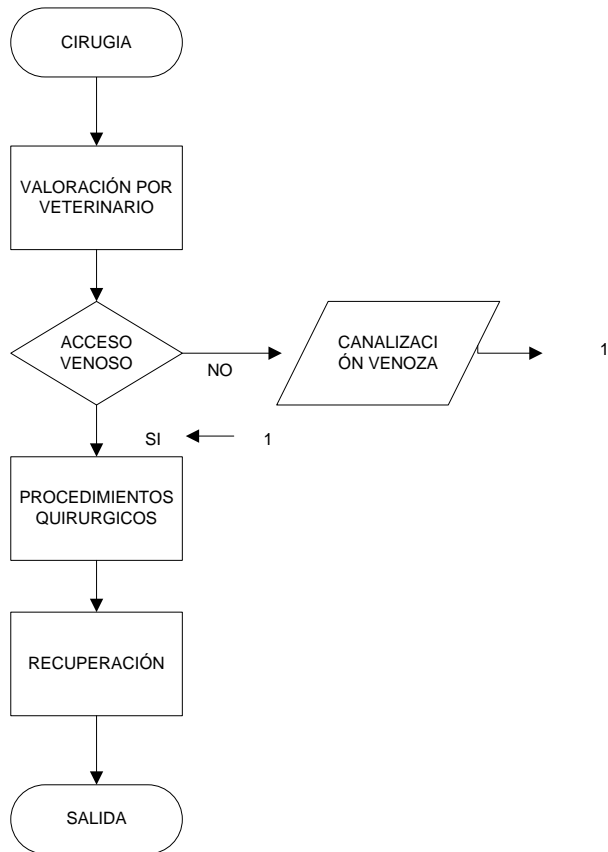 CIRUGIA
VALORACIÓN POR
VETERINARIO
ACCESO
VENOSO
NO
CANALIZACI
ÓN VENOZA
1
SI
1
PROCEDIMIENTOS
QUIRURGICOS
RECUPERACIÓN
SALIDA